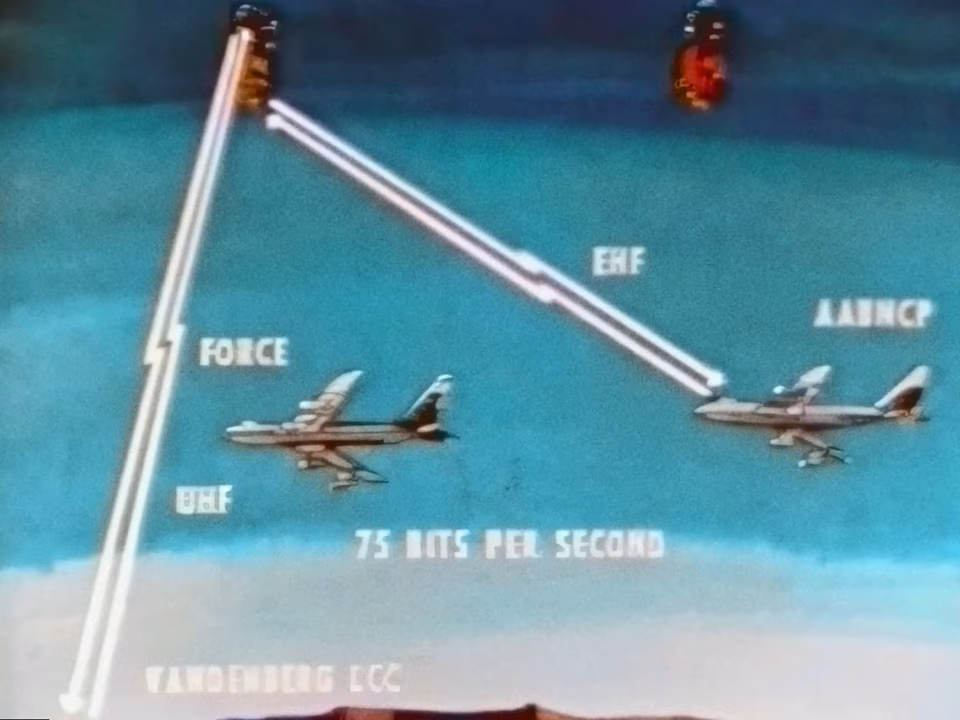 EHF
AABNCP
FORCE
UHF
75 BITS PER SECOND
VANDENBERG LCC